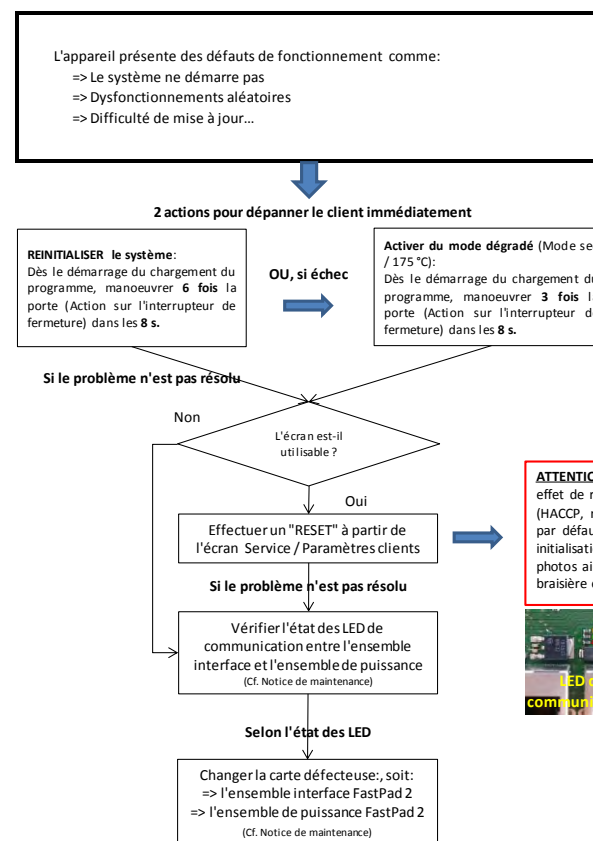 L'appareil présente des défauts de fonctionnement comme:
=> Le système ne démarre pas
=> Dysfonctionnements aléatoires
=> Difficulté de mise à jour…
2 actions pour dépanner le client immédiatement
REINITIALISER le système:
Dès le démarrage du chargement du
programme, manoeuvrer 6 fois la
porte (Action sur l'interrupteur de
fermeture) dans les 8 s.
OU, si échec
Activer du mode dégradé (Mode se
/ 175 °C):
Dès le démarrage du chargement du
programme, manoeuvrer 3 fois la
porte (Action sur l'interrupteur de
fermeture) dans les 8 s.
Si le problème n'est pas résolu
Non
L'écran est-il
utilisable ?
Oui
Effectuer un "RESET" à partir de
l'écran Service / Paramètres clients
ATTENTIO
effet de r
(HACCP, r
par défau
initialisati
photos ai
braisière
Si le problème n'est pas résolu
Vérifier l'état des LED de
communication entre l'ensemble
interface et l'ensemble de puissance
(Cf. Notice de maintenance)
LED d
communi
Selon l'état des LED
Changer la carte défecteuse:, soit:
=> l'ensemble interface FastPad 2
=> l'ensemble de puissance FastPad 2
(Cf. Notice de maintenance)